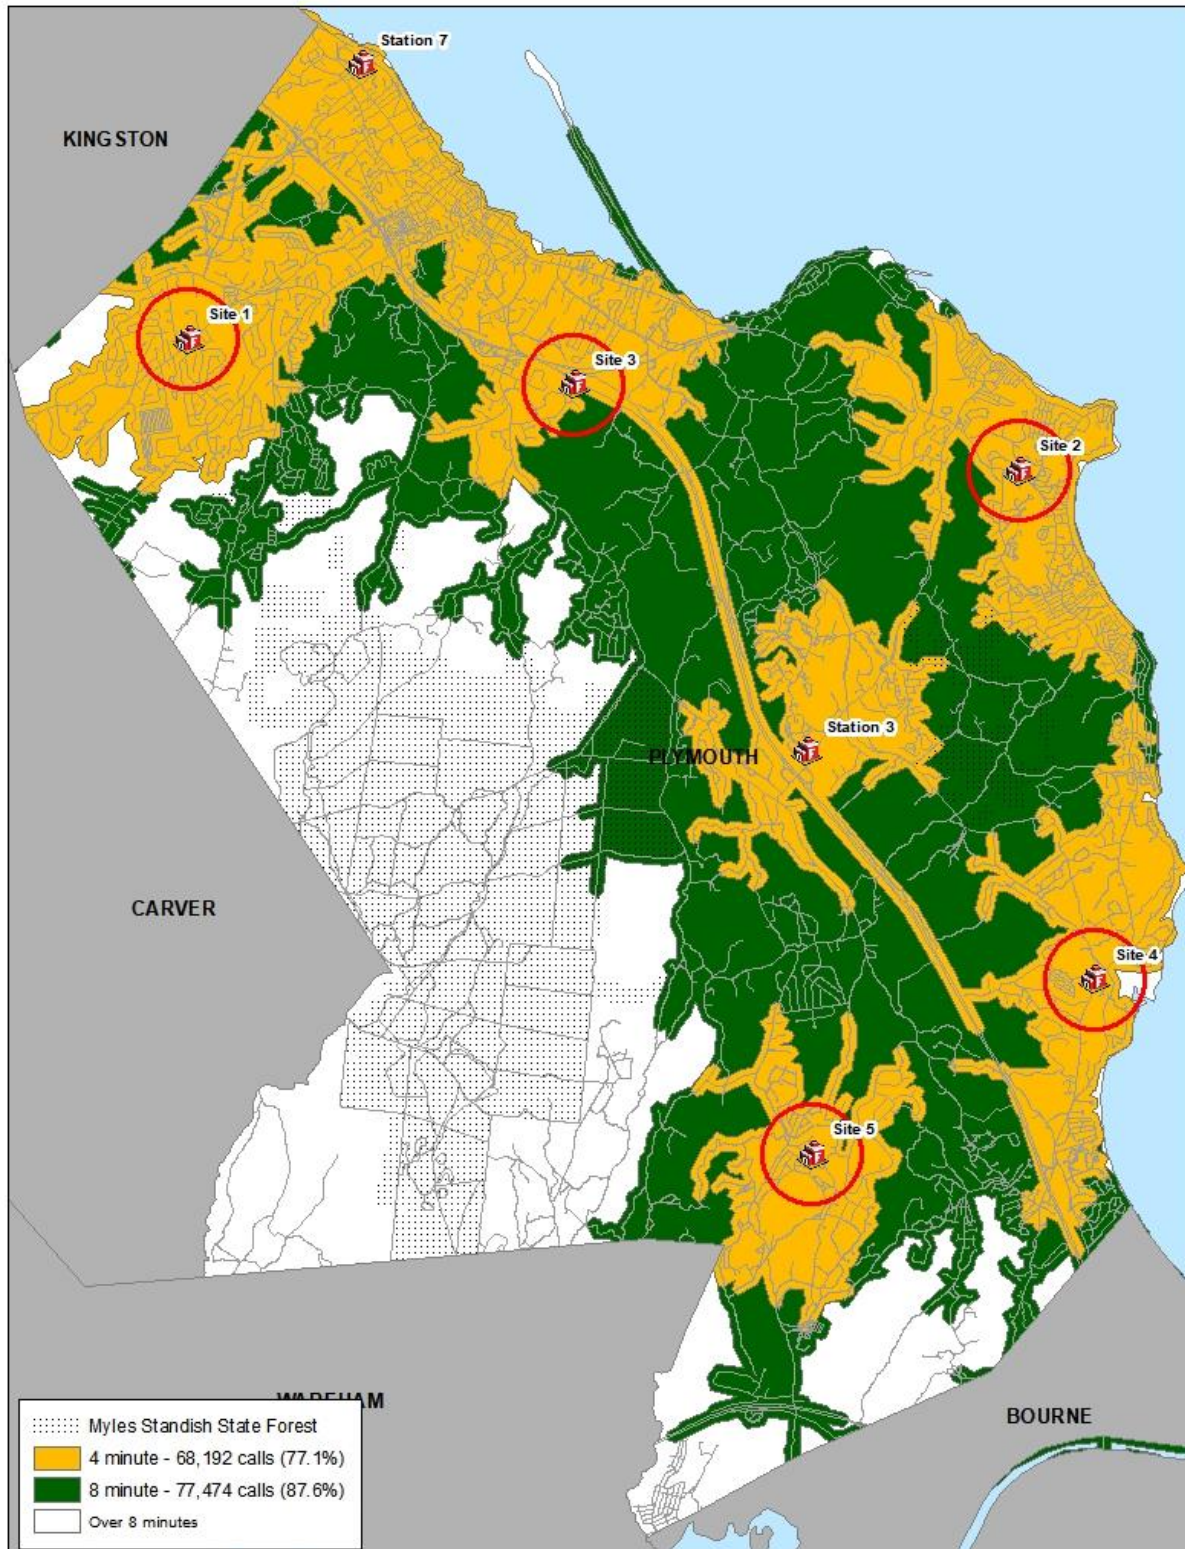 Station 7
KINGSTON
Site 1
Site 3
Site 2
Station 3
PLYMOUTH
CARVER
Site 4
Site 5
WAREHAM
BOURNE
Myles Standish State Forest
4 minute - 68,192 calls (77.1%)
8 minute - 77,474 calls (87.6%)
Over 8 minutes